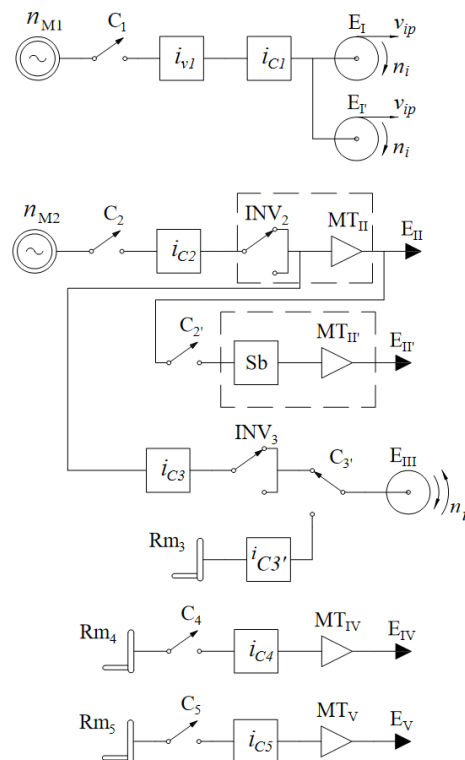 n_M1 C_1 i_v1 i_C1 E_I v_ip
n_i
E_I' v_ip
n_i
n_M2 C_2 i_C2 INV_2 MT_II E_II
C_2' Sb MT_II' E_II'
i_C3 INV_3 C_3' E_III
n_i
Rm_3 i_C3'
Rm_4 C_4 i_C4 MT_IV E_IV
Rm_5 C_5 i_C5 MT_V E_V